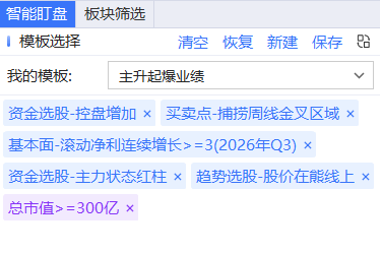 智能盯盘 板块筛选
模板选择 清空 恢复 新建 保存
我的模板: 主升起爆业绩
资金选股-控盘增加 × 买卖点-捕捞周线金叉区域 ×
基本面-滚动净利连续增长>=3(2026年Q3) ×
资金选股-主力状态红柱 × 趋势选股-股价在熊线上 ×
总市值>=300亿 ×